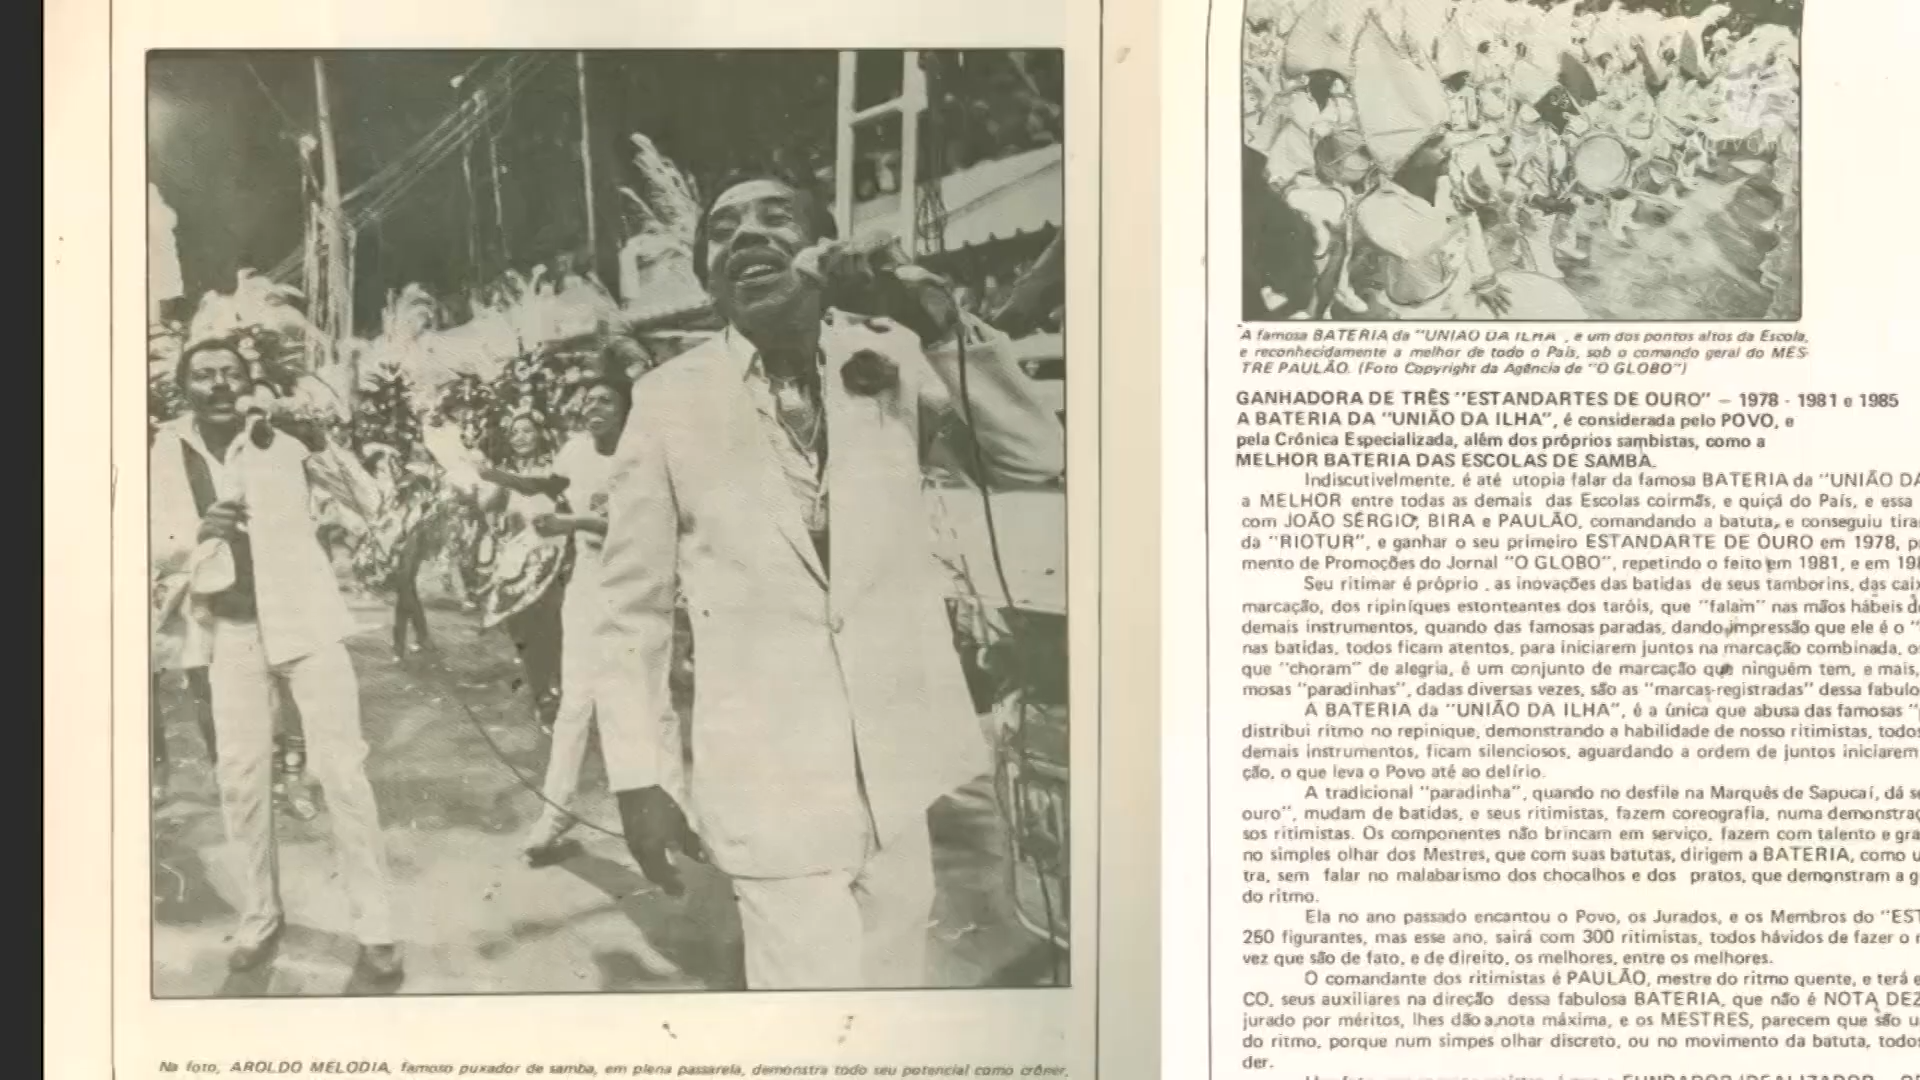 Na foto, AROLDO MELODIA, famoso puxador de samba, em plena passarela, demonstra todo seu potencial como crôner,
A famosa BATERIA da "UNIAO DA ILHA , e um dos pontos altos da Escola,
e reconhecidamente a melhor de todo o País, sob o comando geral do MES-
TRE PAULÃO. (Foto Copyright da Agência de "O GLOBO")
GANHADORA DE TRÊS "ESTANDARTES DE OURO" — 1978 - 1981 e 1985
A BATERIA DA "UNIÃO DA ILHA", é considerada pelo POVO, e
pela Crônica Especializada, além dos próprios sambistas, como a
MELHOR BATERIA DAS ESCOLAS DE SAMBA.
Indiscutivelmente, é até utopia falar da famosa BATERIA da "UNIÃO DA
a MELHOR entre todas as demais das Escolas coirmãs, e quiçá do País, e essa
com JOÃO SÉRGIO, BIRA e PAULÃO, comandando a batuta, e conseguiu tira
da "RIOTUR", e ganhar o seu primeiro ESTANDARTE DE OURO em 1978, p
mento de Promoções do Jornal "O GLOBO", repetindo o feito em 1981, e em 198
Seu ritimar é próprio , as inovações das batidas de seus tamborins, das caix
marcação, dos ripiniques estonteantes dos taróis, que "falam" nas mãos hábeis d
demais instrumentos, quando das famosas paradas, dando impressão que ele é o "
nas batidas, todos ficam atentos, para iniciarem juntos na marcação combinada, o
que "choram" de alegria, é um conjunto de marcação que ninguém tem, e mais,
mosas "paradinhas", dadas diversas vezes, são as "marcas-registradas" dessa fabulo
A BATERIA da "UNIÃO DA ILHA", é a única que abusa das famosas "
distribui ritmo no repinique, demonstrando a habilidade de nosso ritimistas, todos
demais instrumentos, ficam silenciosos, aguardando a ordem de juntos iniciarem
ção, o que leva o Povo até ao delírio.
A tradicional "paradinha", quando no desfile na Marquês de Sapucaí, dá s
ouro", mudam de batidas, e seus ritimistas, fazem coreografia, numa demonstraç
sos ritimistas. Os componentes não brincam em serviço, fazem com talento e gra
no simples olhar dos Mestres, que com suas batutas, dirigem a BATERIA, como u
tra, sem falar no malabarismo dos chocalhos e dos pratos, que demonstram a g
do ritmo.
Ela no ano passado encantou o Povo, os Jurados, e os Membros do "EST
250 figurantes, mas esse ano, sairá com 300 ritimistas, todos hávidos de fazer o
vez que são de fato, e de direito, os melhores, entre os melhores.
O comandante dos ritimistas é PAULÃO, mestre do ritmo quente, e terá e
CO, seus auxiliares na direção dessa fabulosa BATERIA, que não é NOTA DEZ
jurado por méritos, lhes dão a nota máxima, e os MESTRES, parecem que são u
do ritmo, porque num simpes olhar discreto, ou no movimento da batuta, todos
der.